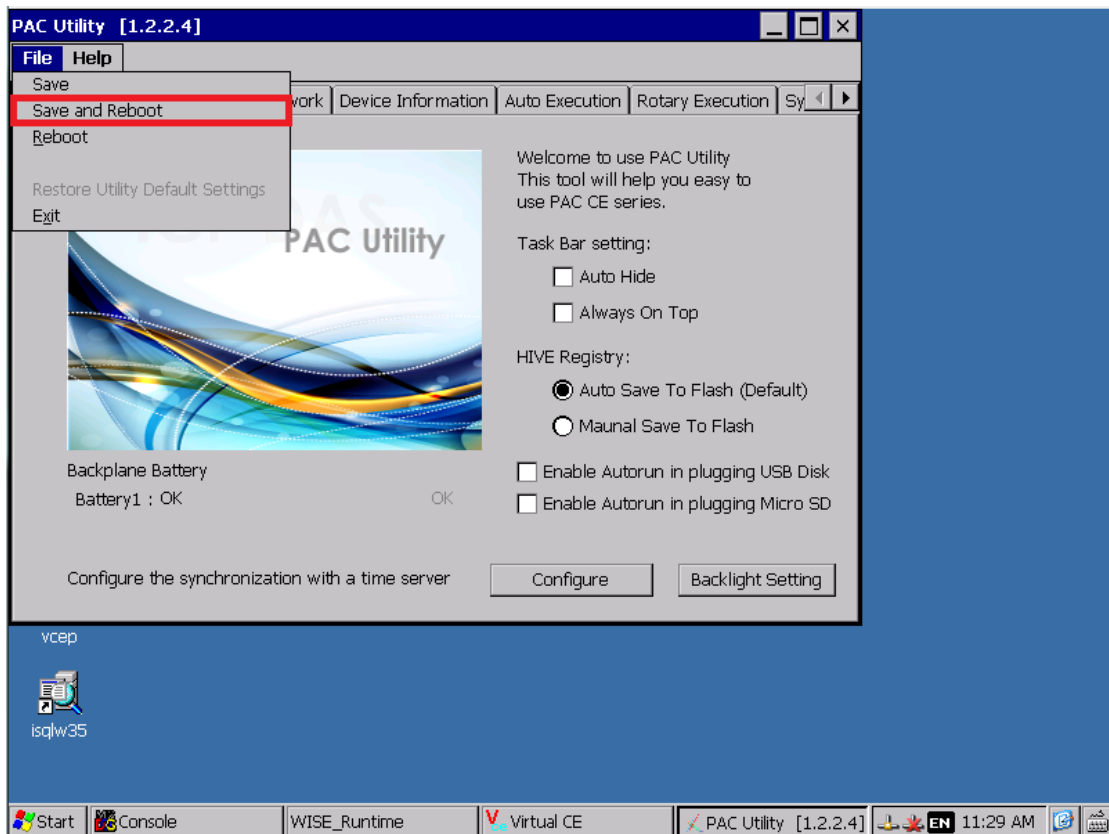 PAC Utility [1.2.2.4]
File Help
Save
Save and Reboot
Reboot
Restore Utility Default Settings
Exit
Device Information
Auto Execution
Rotary Execution
PAC Utility
Welcome to use PAC Utility
This tool will help you easy to
use PAC CE series.
Task Bar setting:
Auto Hide
Always On Top
HIVE Registry:
Auto Save To Flash (Default)
Maunal Save To Flash
Backplane Battery
Battery1 : OK
OK
Enable Autorun in plugging USB Disk
Enable Autorun in plugging Micro SD
Configure the synchronization with a time server
Configure
Backlight Setting
vcep
isqlw35
Start
Console
WISE_Runtime
Virtual CE
PAC Utility [1.2.2.4]
EN
11:29 AM